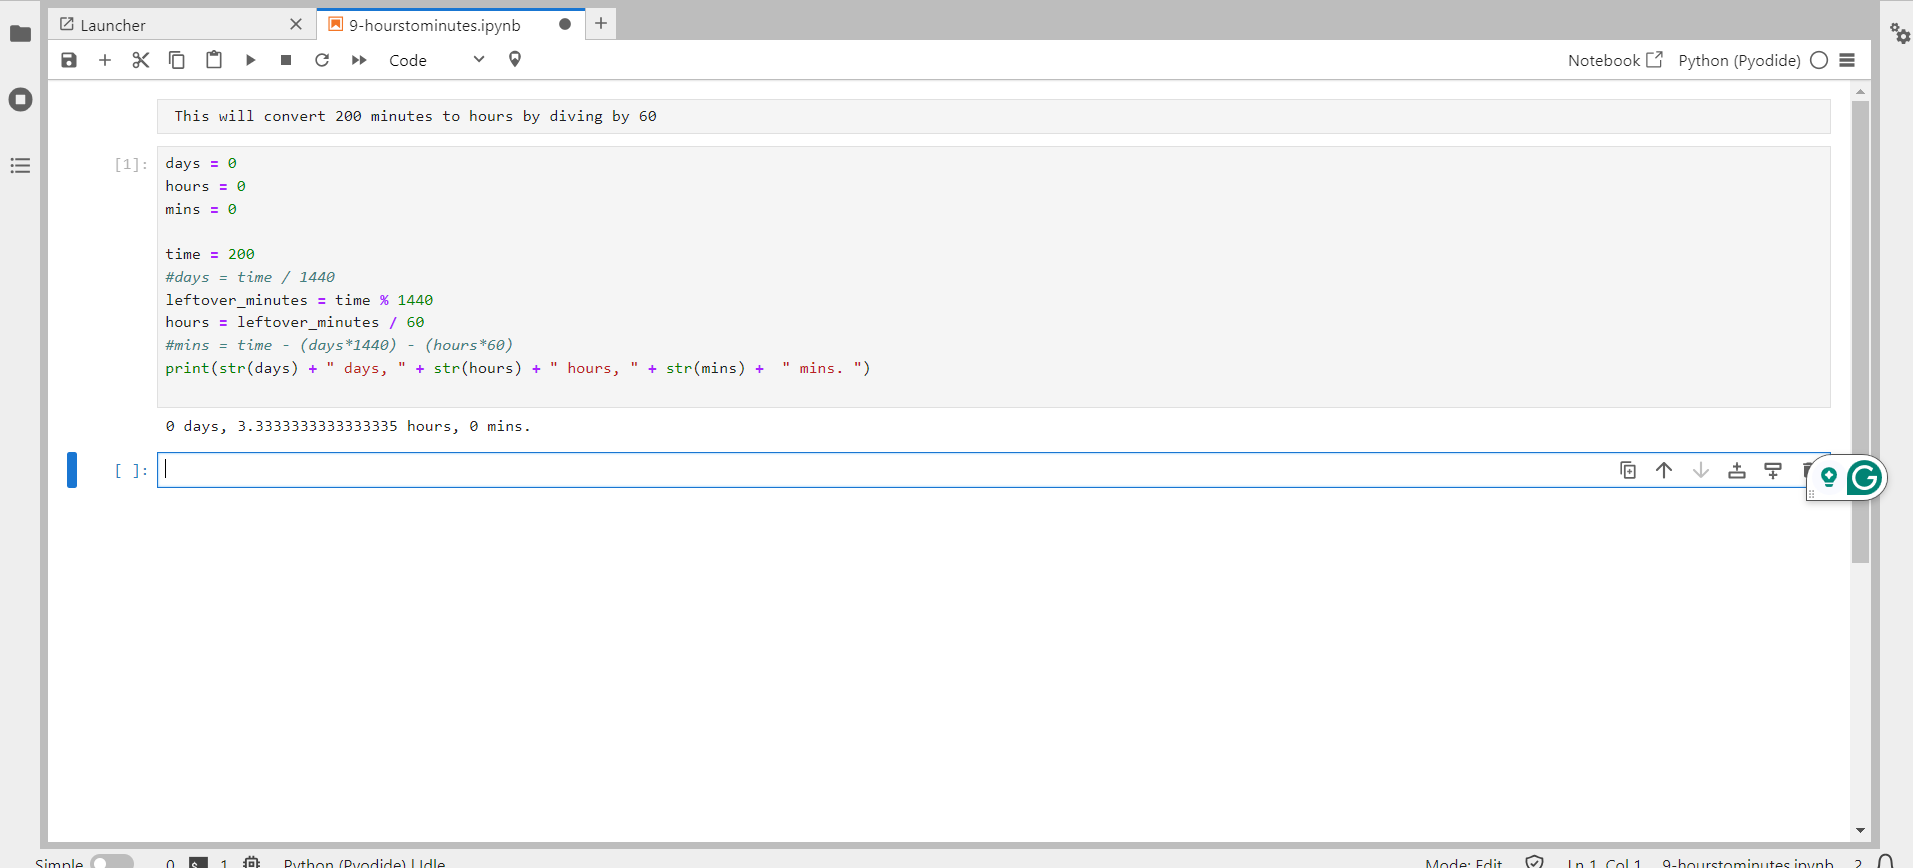 Launcher
9-hourstominutes.ipynb
Code
Notebook
Python (Pyodide)
This will convert 200 minutes to hours by diving by 60
[1]:
days = 0
hours = 0
mins = 0
time = 200
#days = time / 1440
leftover_minutes = time % 1440
hours = leftover_minutes / 60
#mins = time - (days*1440) - (hours*60)
print(str(days) + " days, " + str(hours) + " hours, " + str(mins) +  " mins. ")
0 days, 3.3333333333333335 hours, 0 mins.
[ ]:
Simple 0 1 Python (Pyodide) | Idle Mode: Edit Ln 1, Col 1 9-hourstominutes.ipynb 2